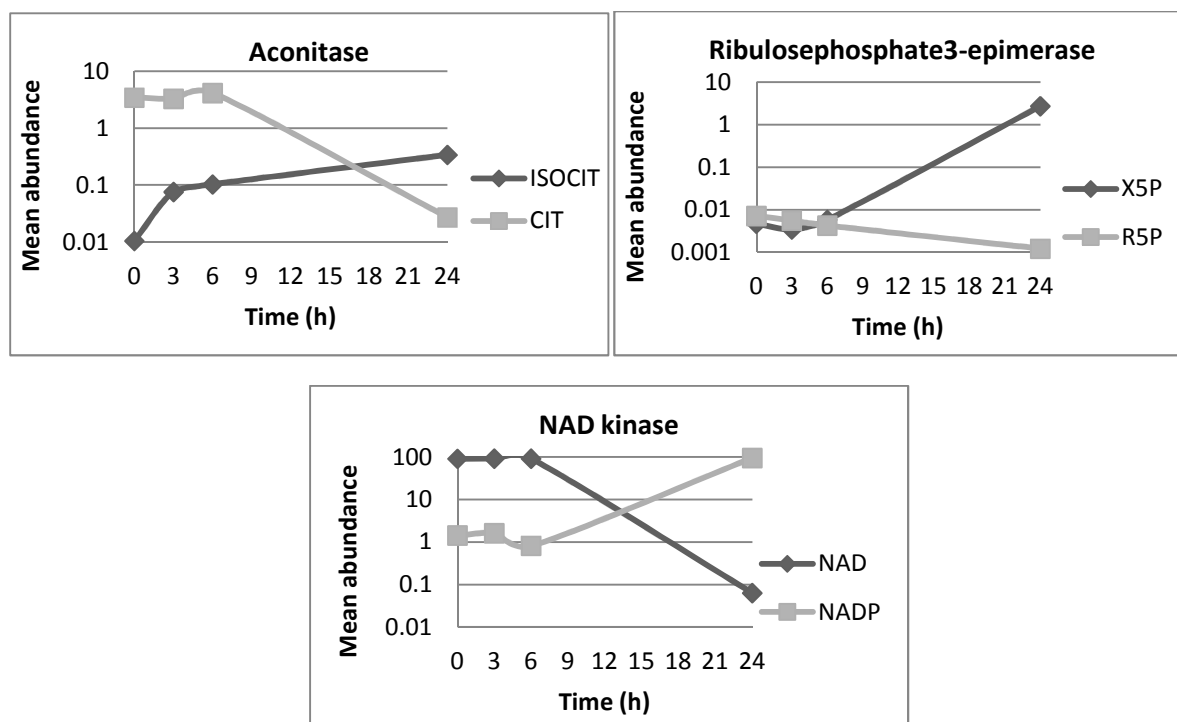 Aconitase
Mean abundance
10
1
0.1
0.01
0 3 6 9 12 15 18 21 24
Time (h)
ISOCIT
CIT
Ribulosephosphate3-epimerase
Mean abundance
10
1
0.1
0.01
0.001
0 3 6 9 12 15 18 21 24
Time (h)
X5P
R5P
NAD kinase
Mean abundance
100
10
1
0.1
0.01
0 3 6 9 12 15 18 21 24
Time (h)
NAD
NADP